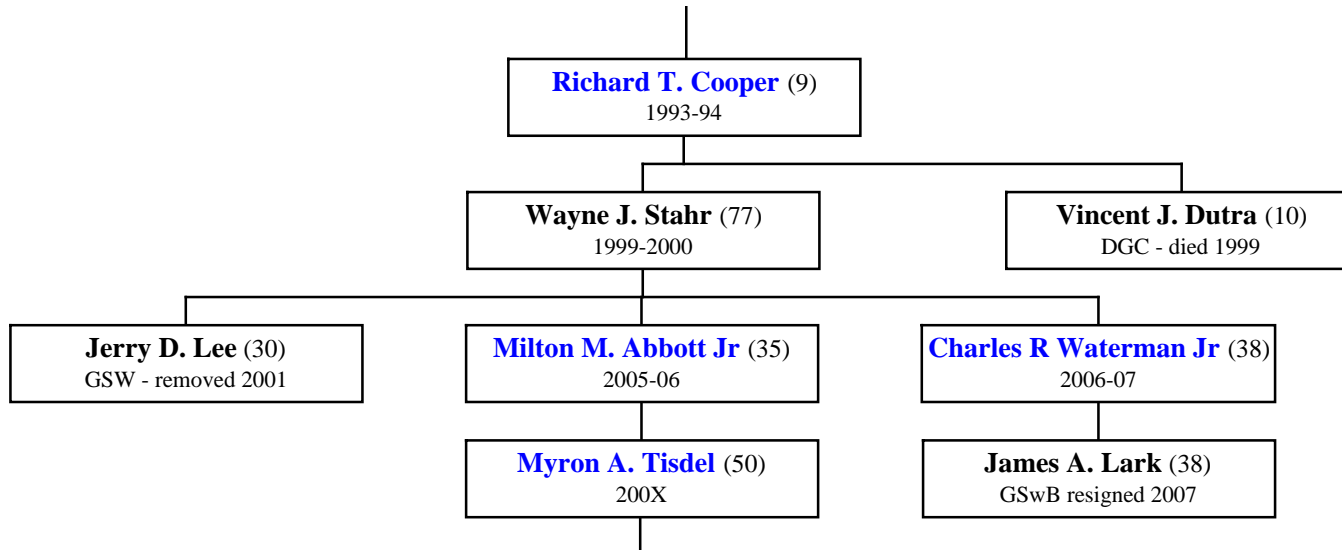 Richard T. Cooper (9)
1993-94
Wayne J. Stahr (77)
1999-2000
Vincent J. Dutra (10)
DGC - died 1999
Jerry D. Lee (30)
GSW - removed 2001
Milton M. Abbott Jr (35)
2005-06
Charles R Waterman Jr (38)
2006-07
Myron A. Tisdel (50)
200X
James A. Lark (38)
GSwB resigned 2007